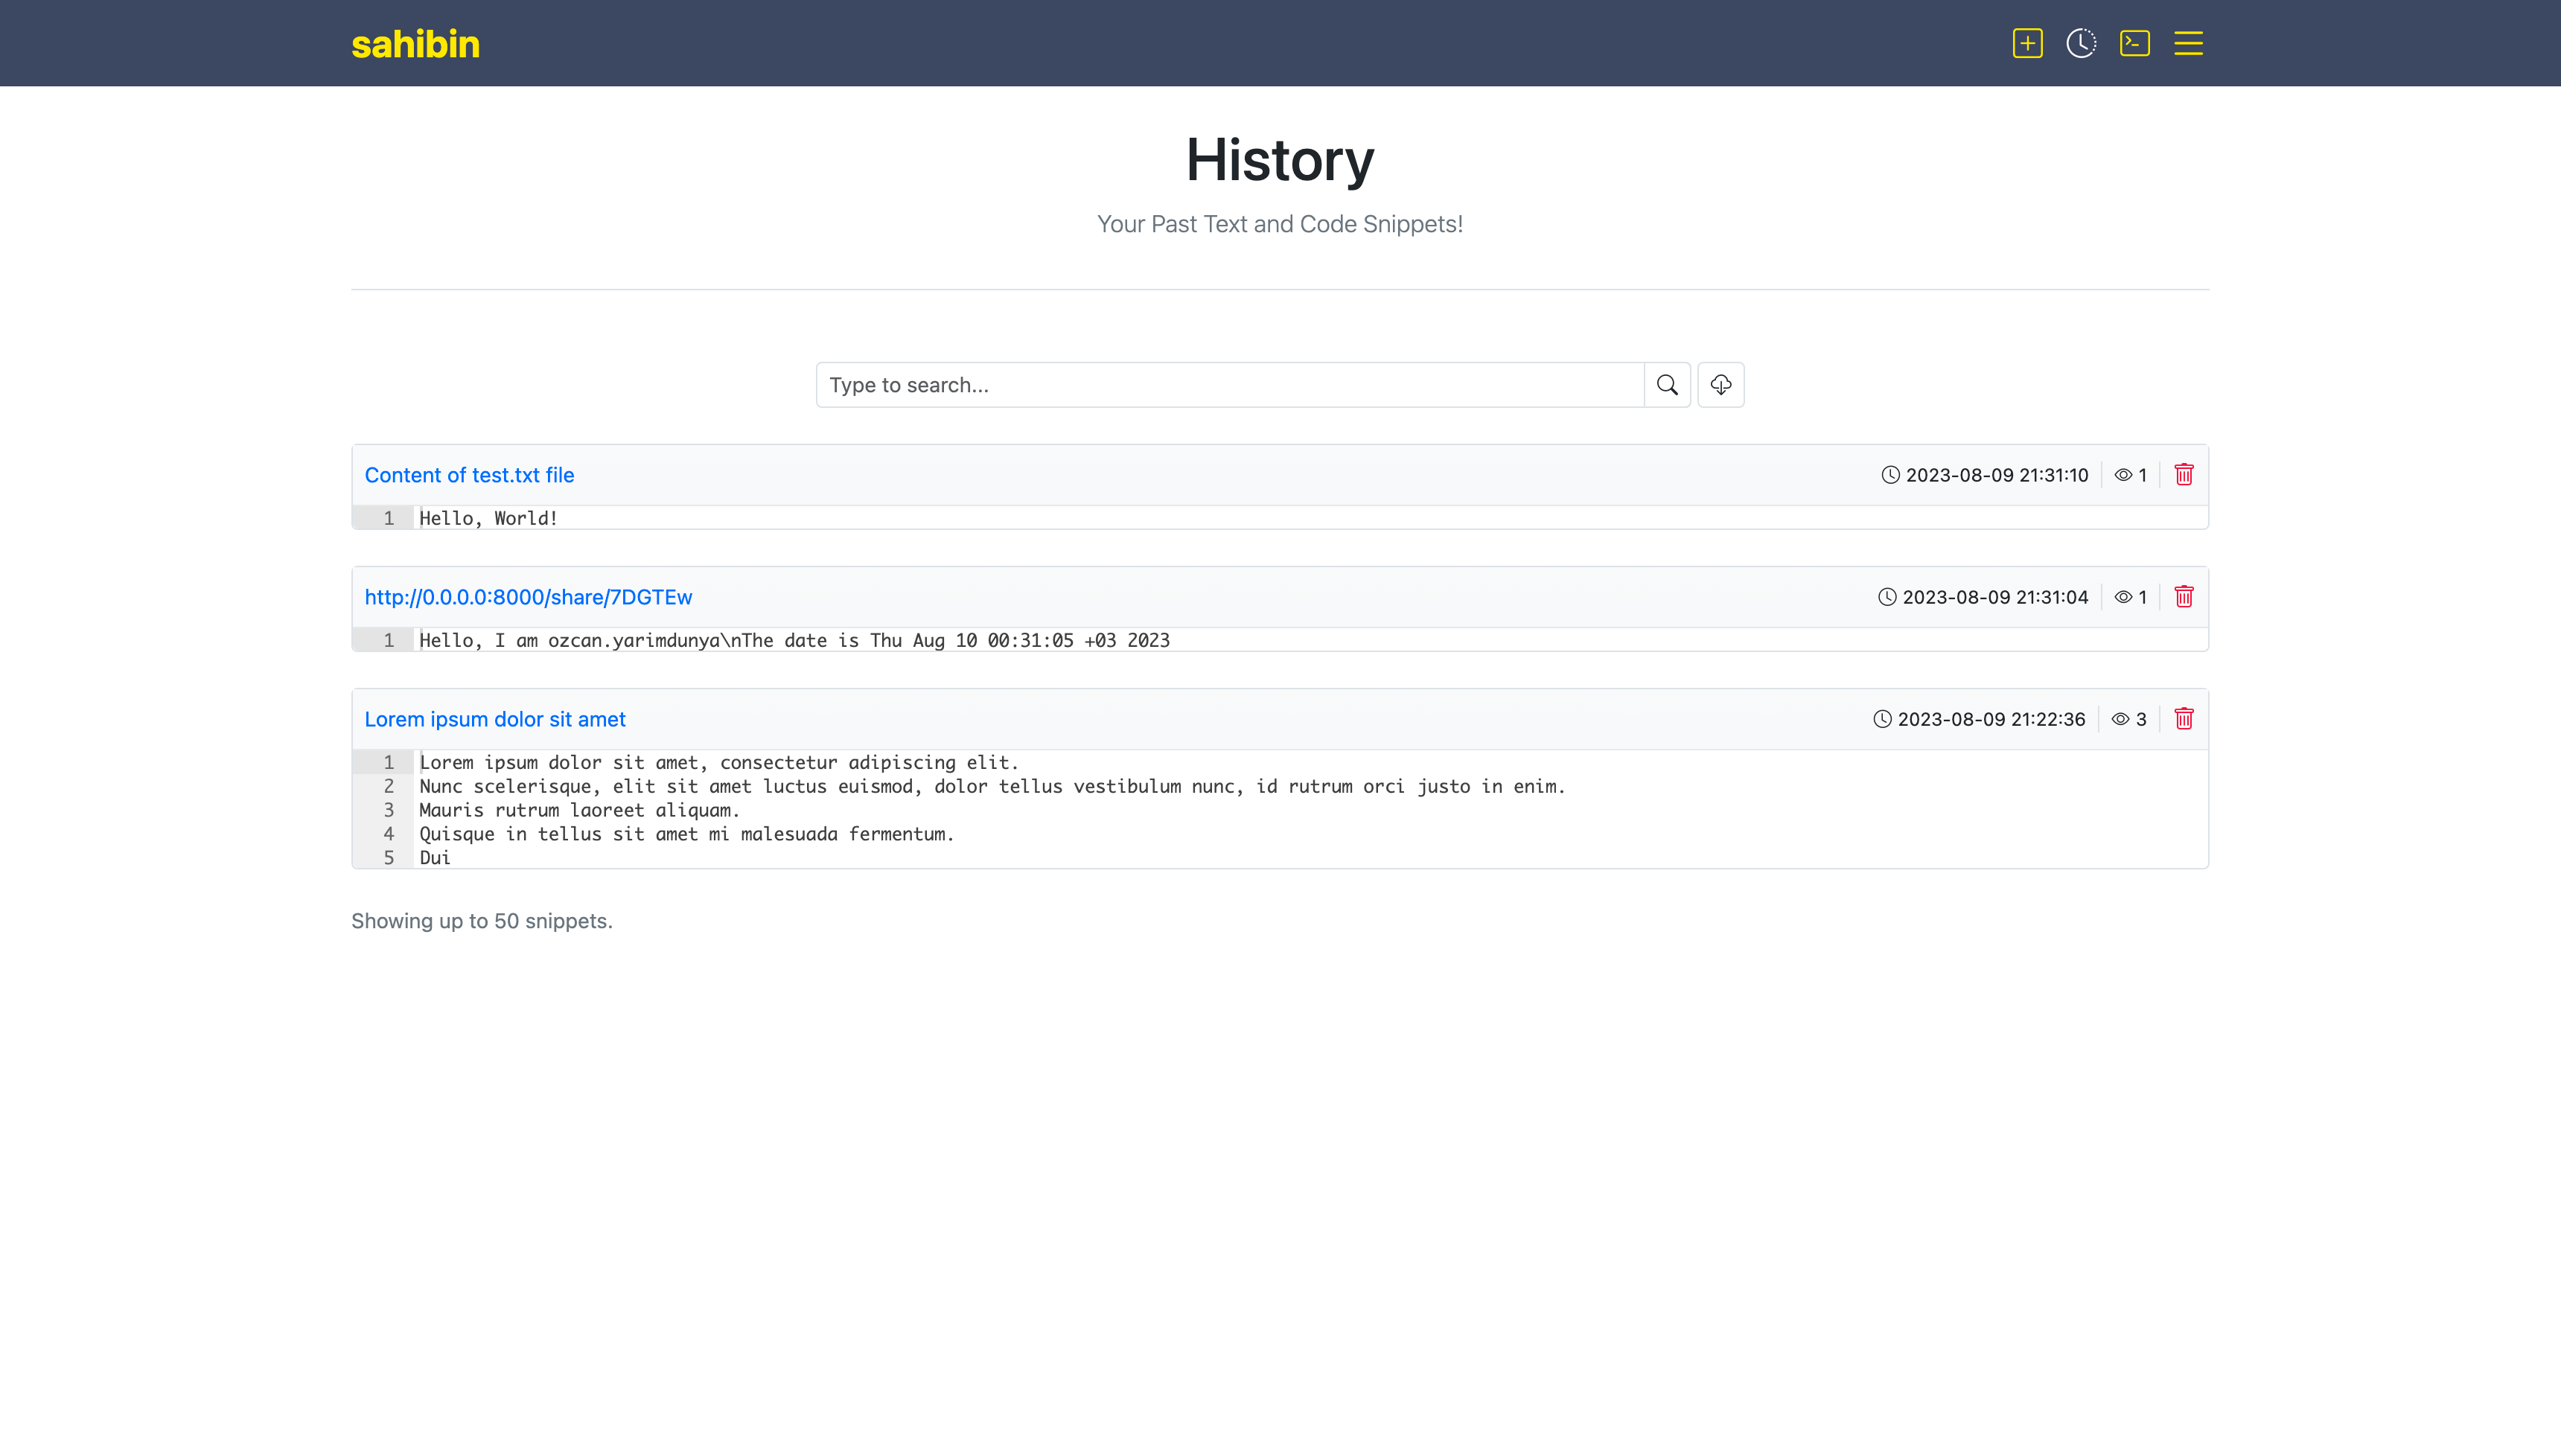 sahibin
History
Your Past Text and Code Snippets!
Type to search...
Content of test.txt file 2023-08-09 21:31:10 1
1 Hello, World!
http://0.0.0.0:8000/share/7DGTEw 2023-08-09 21:31:04 1
1 Hello, I am ozcan.yarimdunya\nThe date is Thu Aug 10 00:31:05 +03 2023
Lorem ipsum dolor sit amet 2023-08-09 21:22:36 3
1 Lorem ipsum dolor sit amet, consectetur adipiscing elit.
2 Nunc scelerisque, elit sit amet luctus euismod, dolor tellus vestibulum nunc, id rutrum orci justo in enim.
3 Mauris rutrum laoreet aliquam.
4 Quisque in tellus sit amet mi malesuada fermentum.
5 Dui
Showing up to 50 snippets.